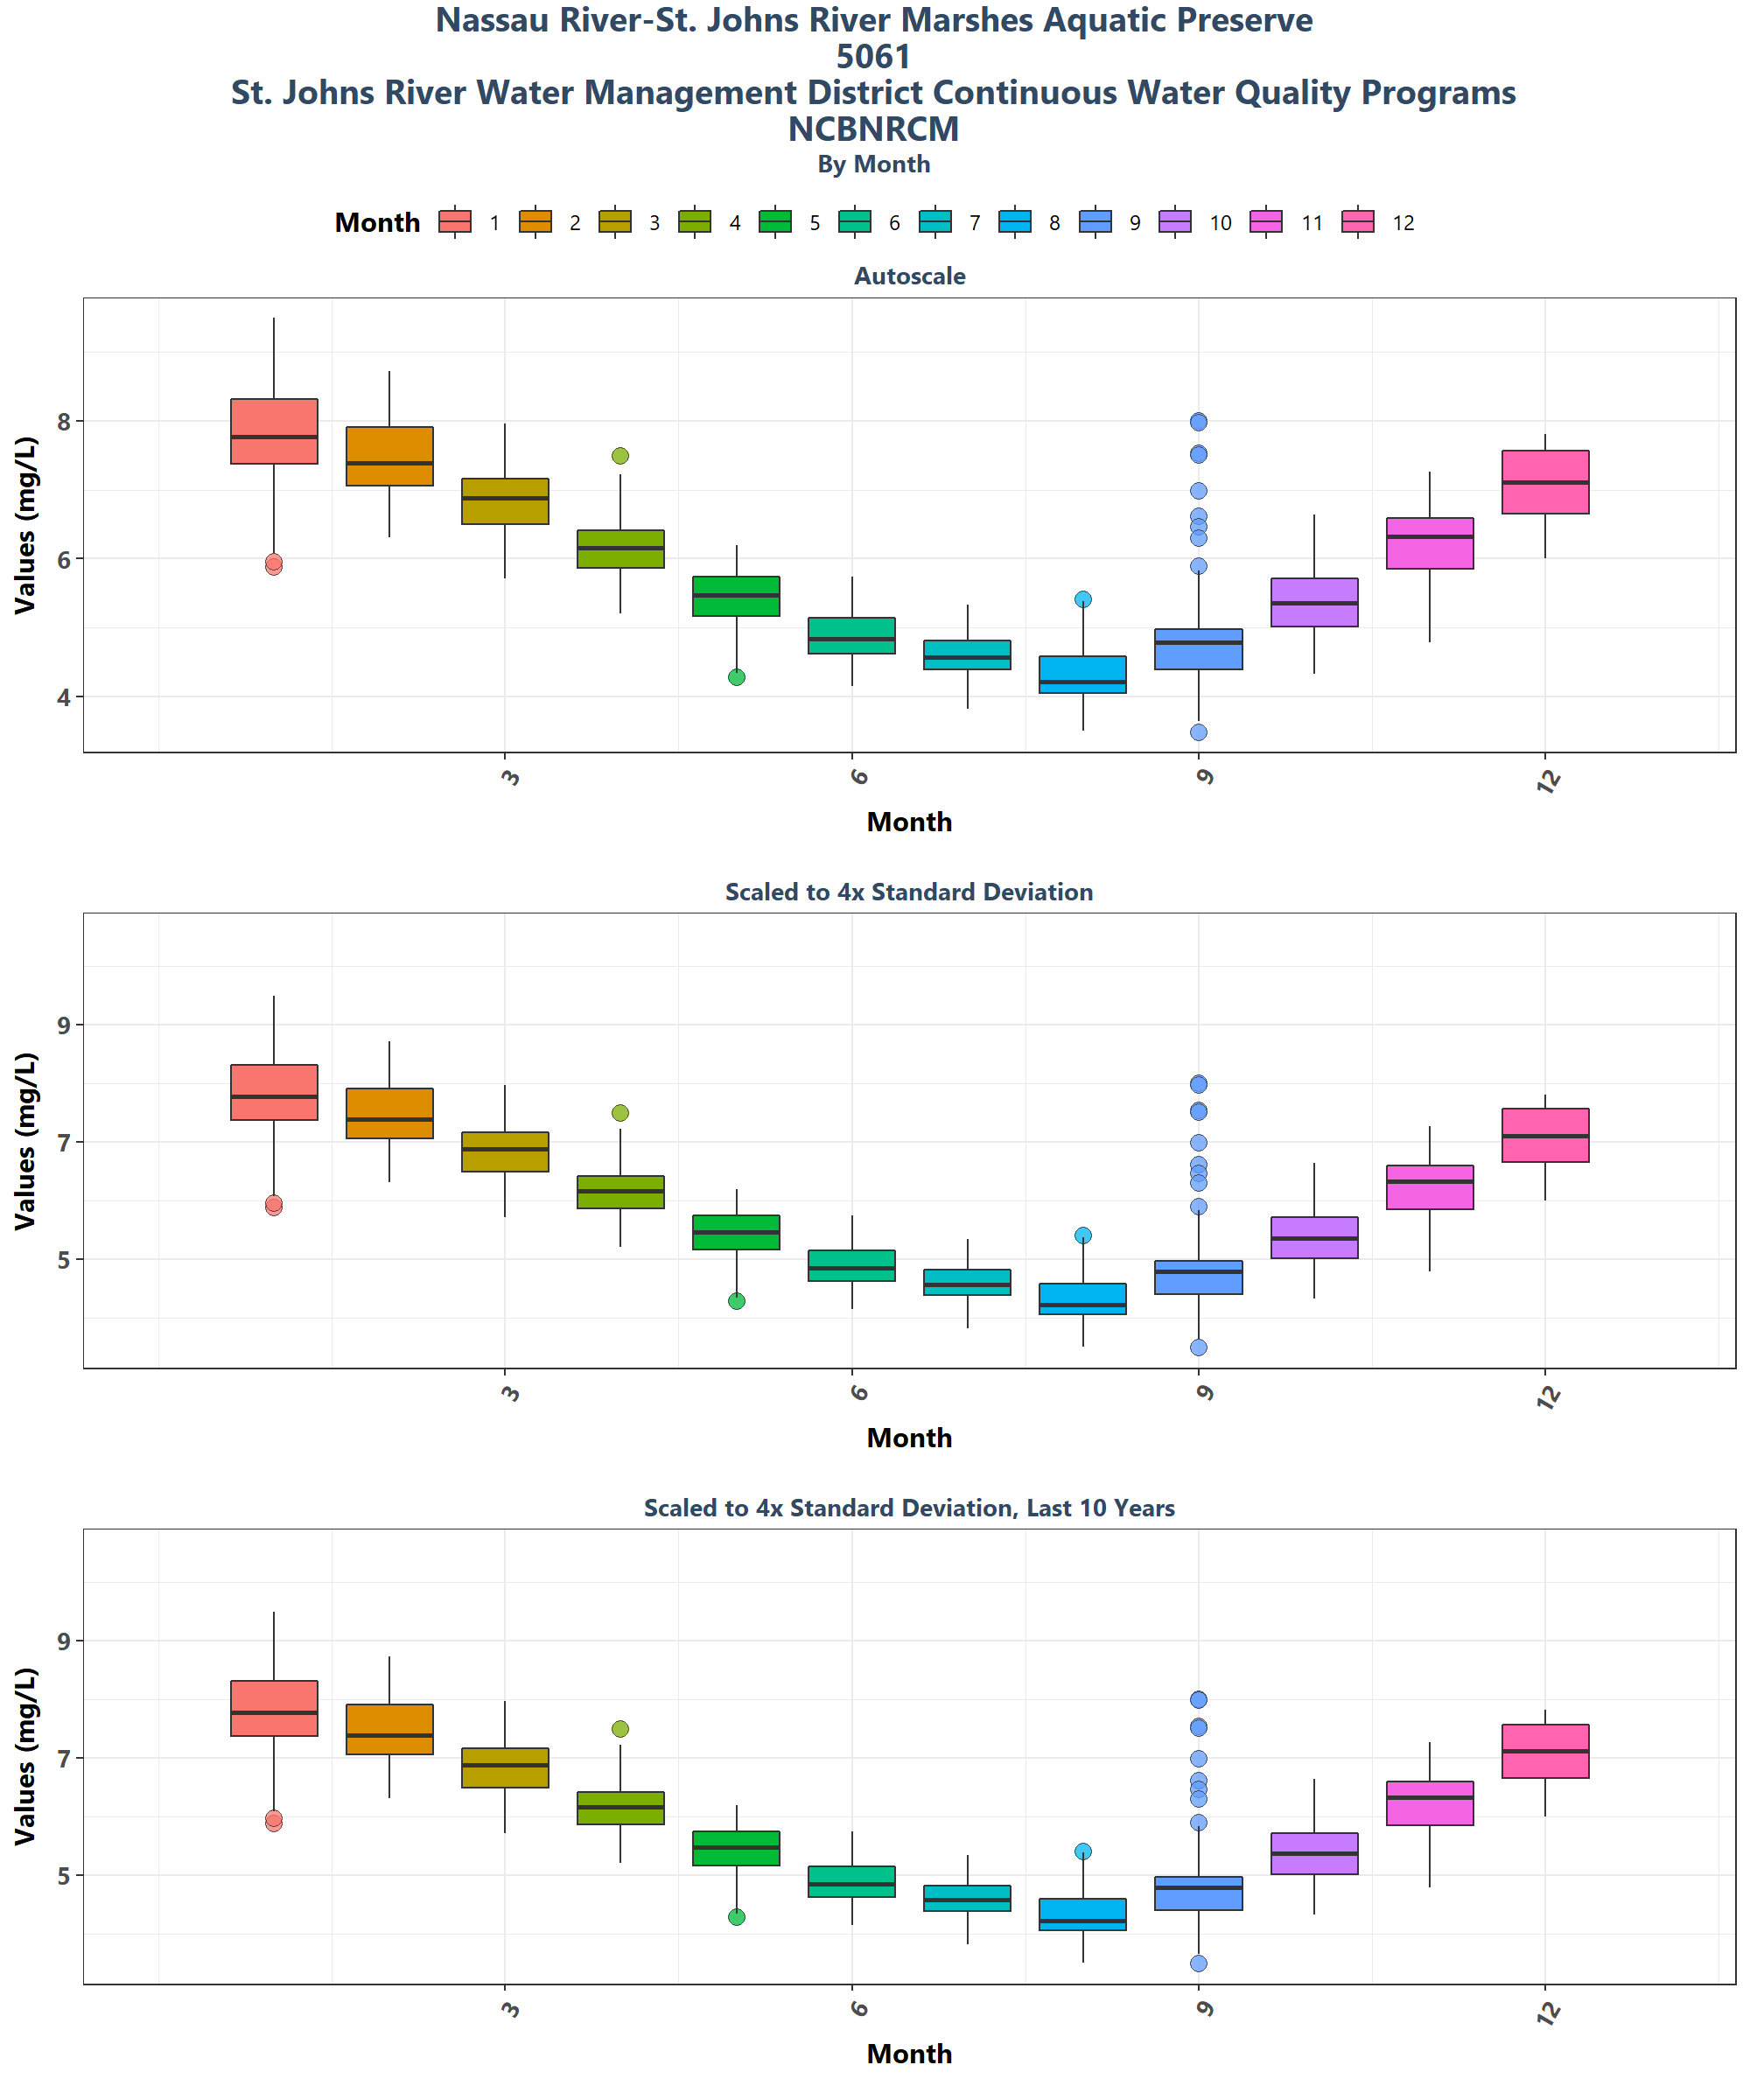 Nassau River-St. Johns River Marshes Aquatic Preserve
5061
St. Johns River Water Management District Continuous Water Quality Programs
NCBNRCM
By Month
Month 1 2 3 4 5 6 7 8 9 10 11 12
Autoscale
Values (mg/L)
8
6
4
3 6 9 12
Month
Scaled to 4x Standard Deviation
Values (mg/L)
9
7
5
3 6 9 12
Month
Scaled to 4x Standard Deviation, Last 10 Years
Values (mg/L)
9
7
5
3 6 9 12
Month